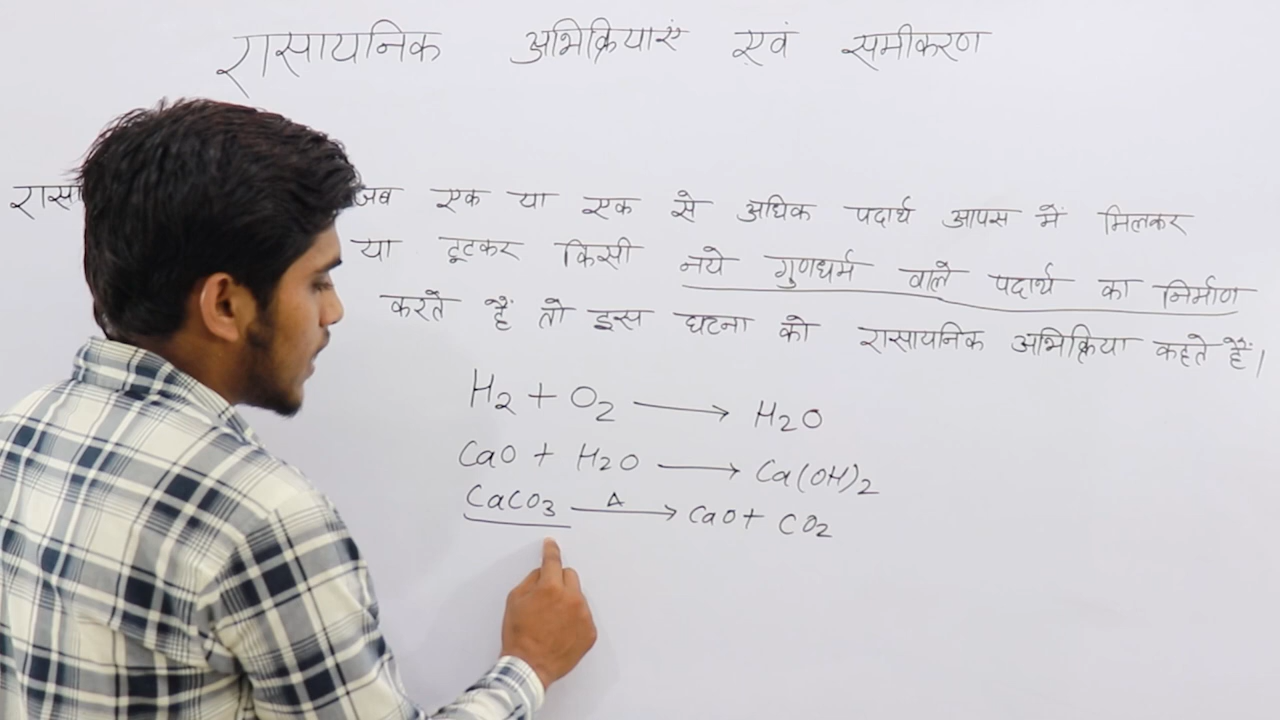 रासायनिक अभिक्रियाएं एवं समीकरण
जब एक या एक से अधिक पदार्थ आपस में मिलकर
या टूटकर किसी नये गुणधर्म वाले पदार्थ का निर्माण
करते हैं तो इस घटना को रासायनिक अभिक्रिया कहते हैं।
H₂ + O₂ ⟶ H₂O
CaO + H₂O ⟶ Ca(OH)₂
CaCO₃ —Δ→ CaO + CO₂